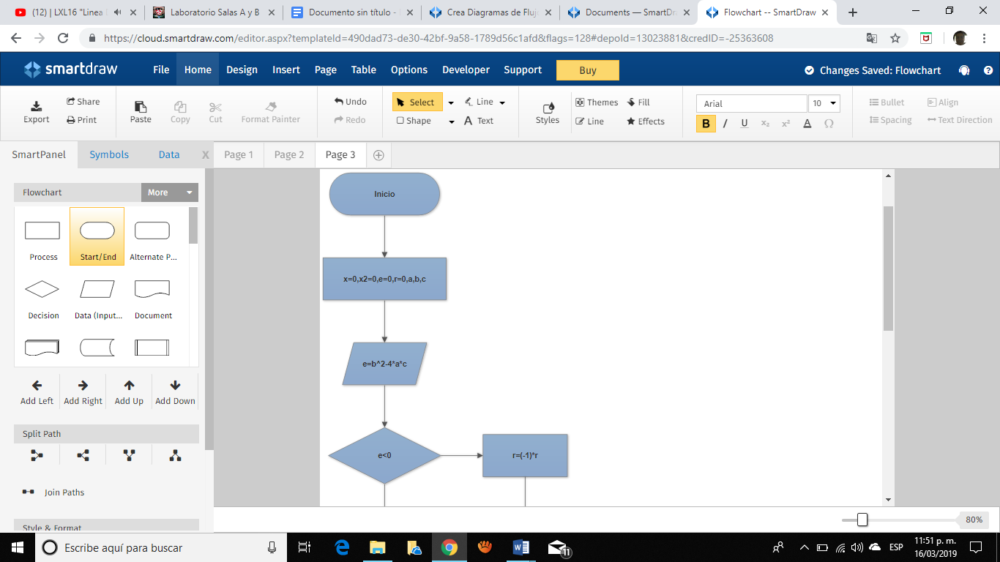 (12) | LXL16 "Linea
Laboratorio Salas A y B
Documento sin título -
Crea Diagramas de Fluj
Documents — SmartDr
Flowchart -- SmartDraw
https://cloud.smartdraw.com/editor.aspx?templateId=490dad73-de30-42bf-9a58-1789d56c1afd&flags=128#depoId=13023881&credID=-25363608
smartdraw
File Home Design Insert Page Table Options Developer Support Buy
Changes Saved: Flowchart
Export
Share
Print
Paste
Copy
Cut
Format Painter
Undo
Redo
Select
Line
Shape
Text
Styles
Themes
Fill
Line
Effects
Arial
10
B I U x₂ x² A Ω
Bullet
Align
Spacing
Text Direction
SmartPanel Symbols Data X
Page 1 Page 2 Page 3
Flowchart
More
Process
Start/End
Alternate P...
Decision
Data (Input...
Document
Add Left
Add Right
Add Up
Add Down
Split Path
Join Paths
Style & Format
Inicio
x=0,x2=0,e=0,r=0,a,b,c
e=b^2-4*a*c
e<0
r=(-1)*r
80%
Escribe aquí para buscar
11
ESP
11:51 p. m.
16/03/2019